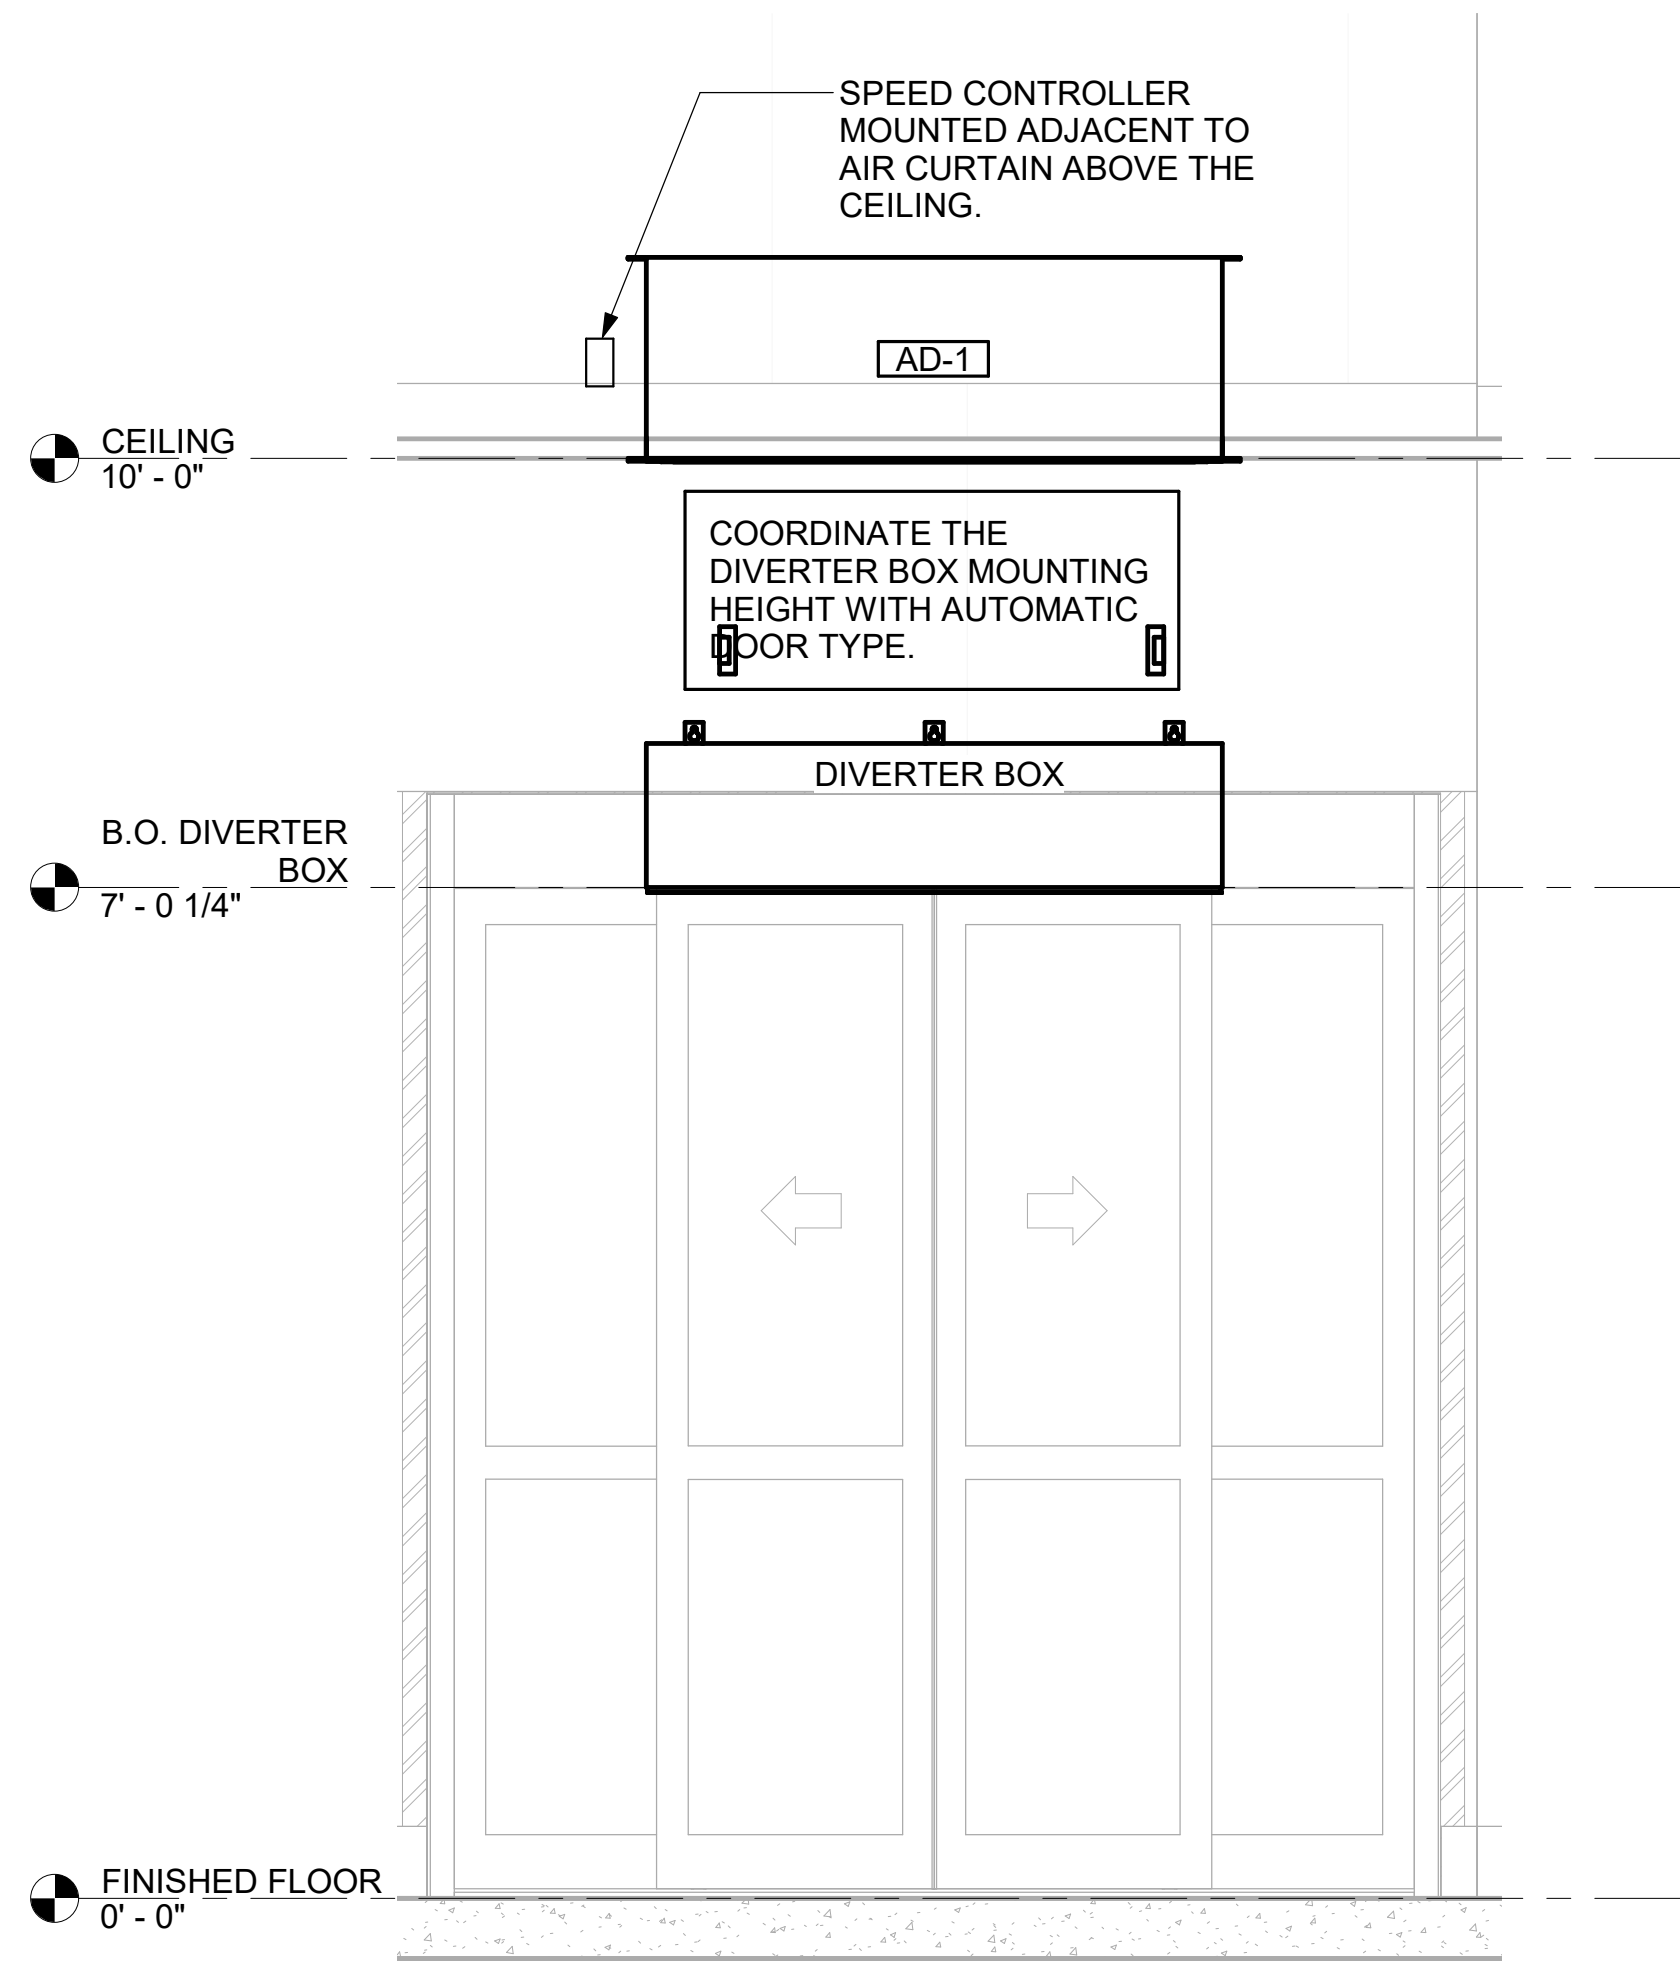 SPEED CONTROLLER
MOUNTED ADJACENT TO
AIR CURTAIN ABOVE THE
CEILING.
AD-1
CEILING
10' - 0"
COORDINATE THE
DIVERTER BOX MOUNTING
HEIGHT WITH AUTOMATIC
DOOR TYPE.
DIVERTER BOX
B.O. DIVERTER
BOX
7' - 0 1/4"
FINISHED FLOOR
0' - 0"